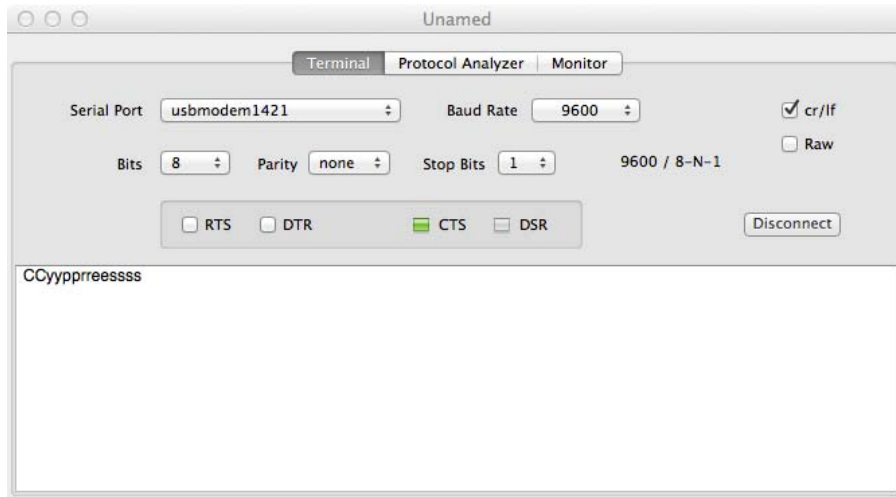 Unamed
Terminal Protocol Analyzer Monitor
Serial Port usbmodem1421 Baud Rate 9600 cr/lf
Raw
Bits 8 Parity none Stop Bits 1 9600 / 8-N-1
RTS DTR CTS DSR Disconnect
CCyypprreessss